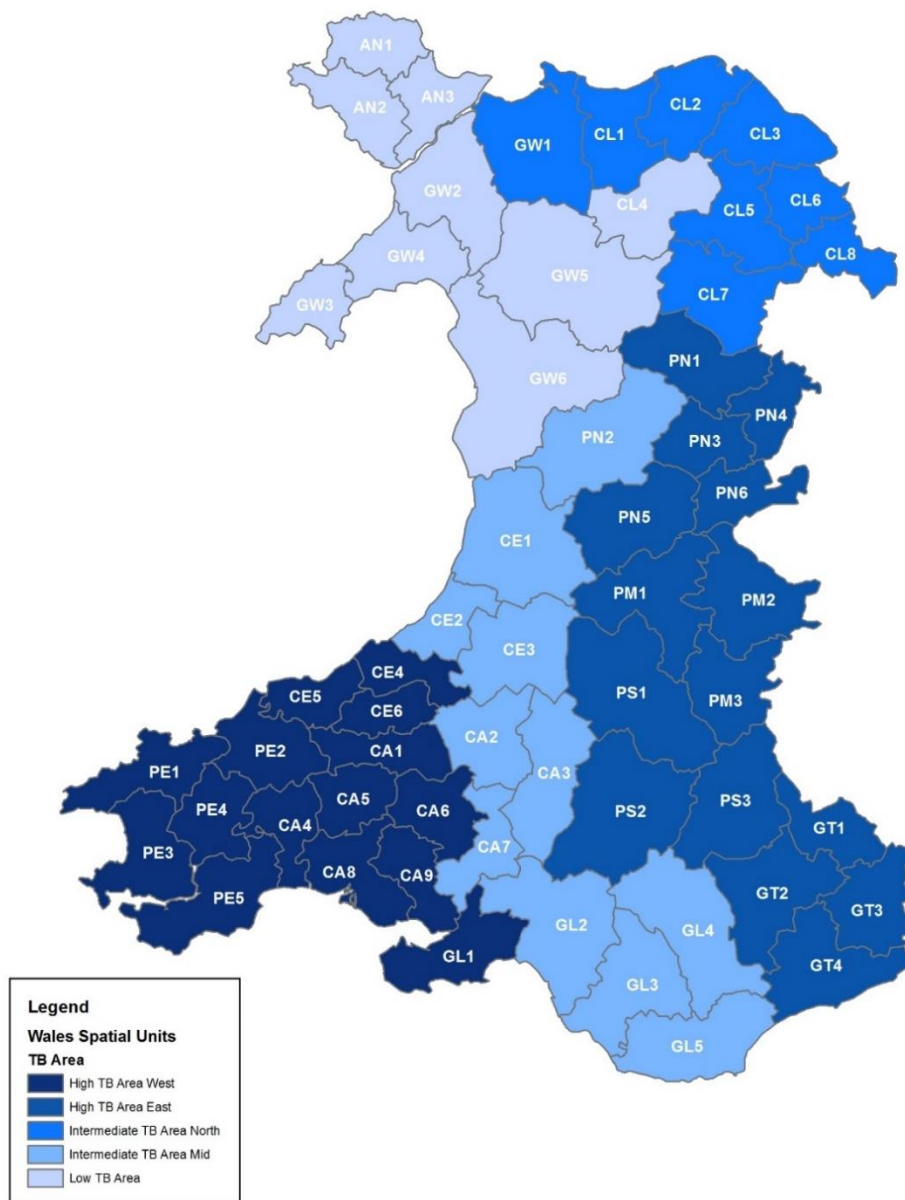 AN1
AN2
AN3
GW1
CL1
CL2
CL3
GW2
CL4
CL5
CL6
GW4
GW5
CL8
GW3
CL7
GW6
PN1
PN4
PN2
PN3
PN6
PN5
CE1
PM1
PM2
CE2
CE3
CE4
PS1
PM3
CE5
CE6
PE2
CA1
CA2
PE1
CA3
PE4
CA5
CA6
PS2
PS3
CA4
GT1
PE3
CA7
CA8
CA9
PE5
GT2
GT3
GL2
GL4
GL1
GT4
GL3
GL5
Legend
Wales Spatial Units
TB Area
High TB Area West
High TB Area East
Intermediate TB Area North
Intermediate TB Area Mid
Low TB Area